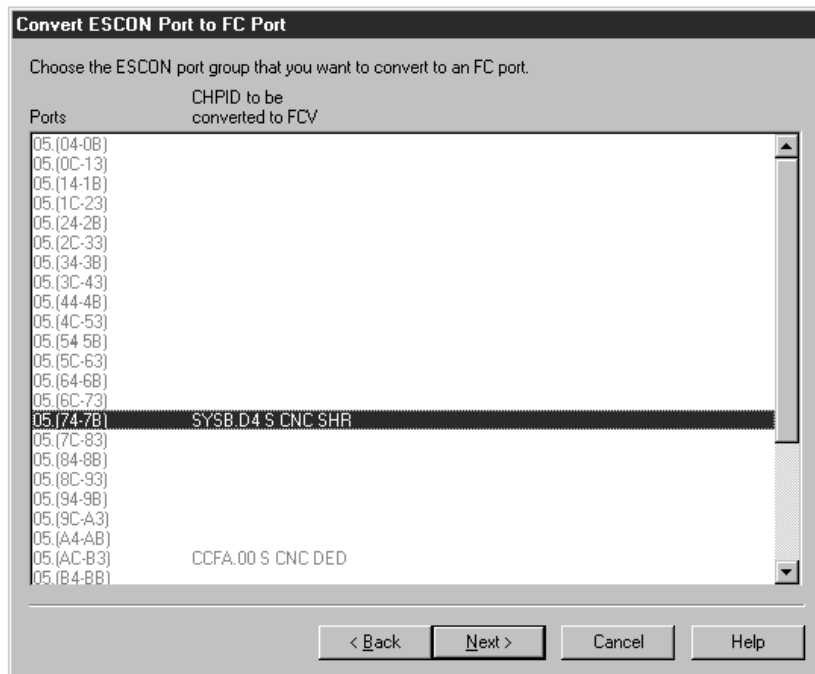 Convert ESCON Port to FC Port
Choose the ESCON port group that you want to convert to an FC port.
CHPID to be
Ports converted to FCV
05.(04-0B)
05.(0C-13)
05.(14-1B)
05.(1C-23)
05.(24-2B)
05.(2C-33)
05.(34-3B)
05.(3C-43)
05.(44-4B)
05.(4C-53)
05.(54 5B)
05.(5C-63)
05.(64-6B)
05.(6C-73)
05.(74-7B) SYSB.D4 S CNC SHR
05.(7C-83)
05.(84-8B)
05.(8C-93)
05.(94-9B)
05.(9C-A3)
05.(A4-AB)
05.(AC-B3) CCFA.00 S CNC DED
05.(B4-BB)
< Back Next > Cancel Help